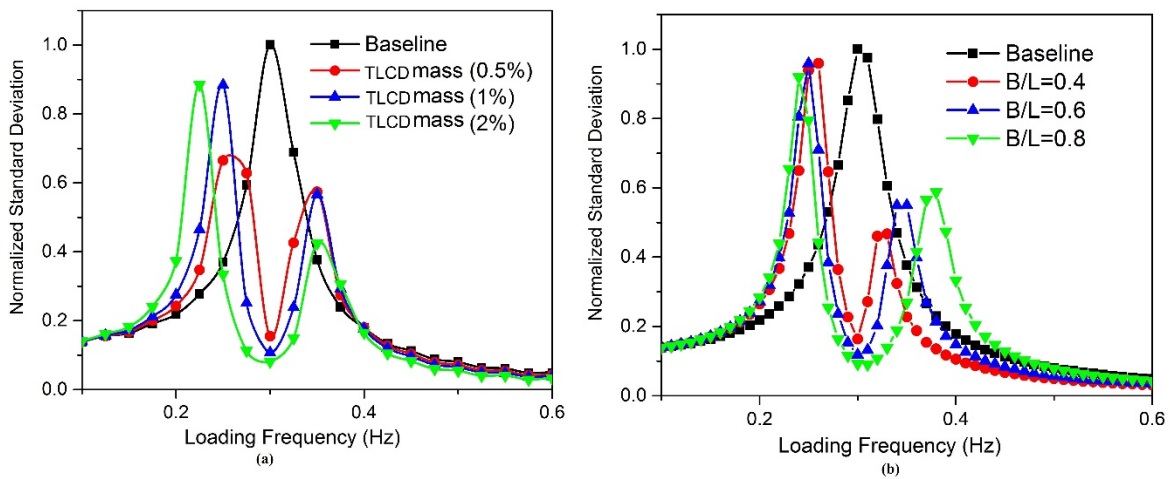 Normalized Standard Deviation
1.0
0.8
0.6
0.4
0.2
0.0
Baseline
TLCD mass (0.5%)
TLCD mass (1%)
TLCD mass (2%)
0.2
0.4
0.6
Loading Frequency (Hz)
(a)
Normalized Standard Deviation
1.0
0.8
0.6
0.4
0.2
0.0
Baseline
B/L=0.4
B/L=0.6
B/L=0.8
0.2
0.4
0.6
Loading Frequency (Hz)
(b)